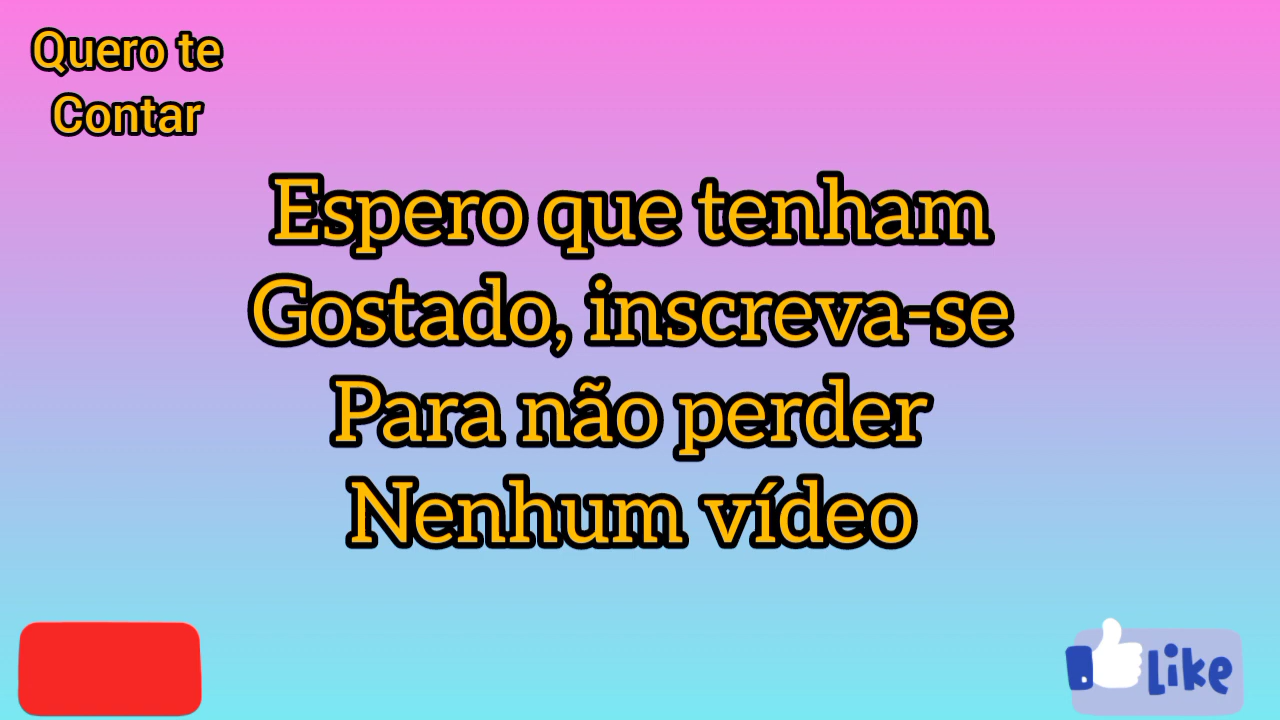 Quero te
Contar
Espero que tenham
Gostado, inscreva-se
Para não perder
Nenhum vídeo
Like